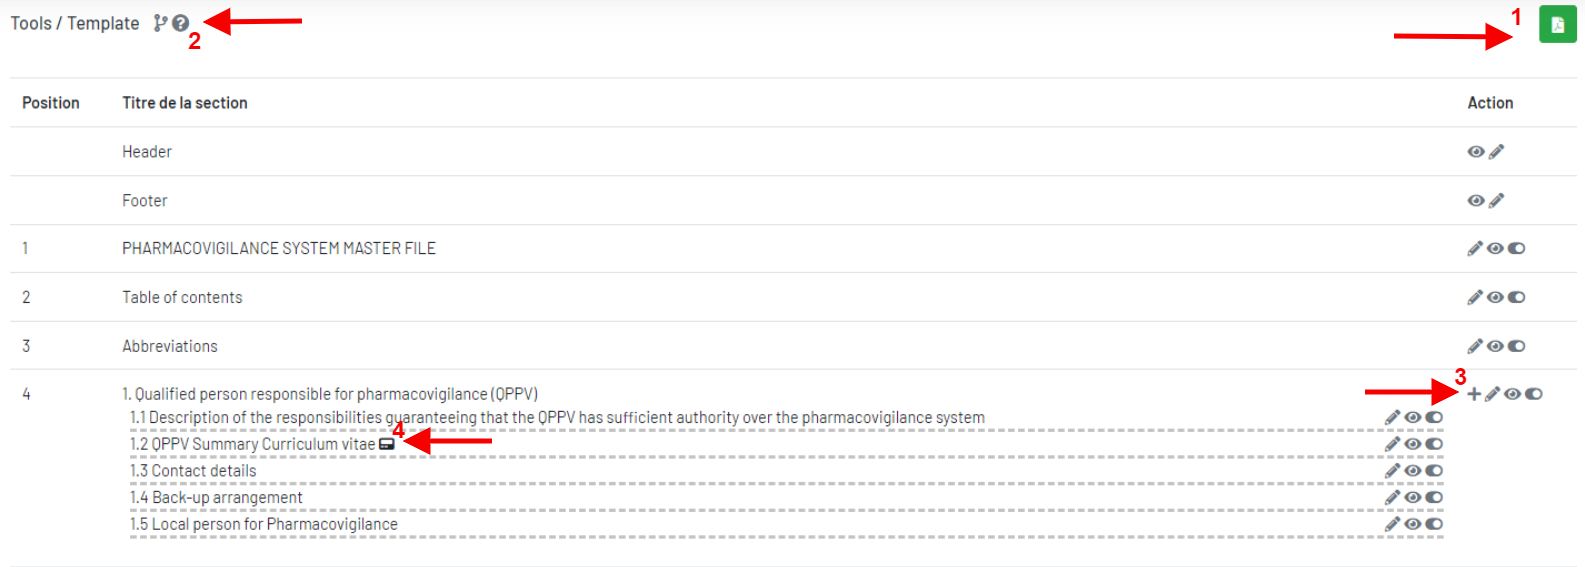 Tools / Template
2
1
Position Titre de la section Action
Header
Footer
1 PHARMACOVIGILANCE SYSTEM MASTER FILE
2 Table of contents
3 Abbreviations
3
4 1. Qualified person responsible for pharmacovigilance (QPPV)
1.1 Description of the responsibilities guaranteeing that the QPPV has sufficient authority over the pharmacovigilance system
4
1.2 QPPV Summary Curriculum vitae
1.3 Contact details
1.4 Back-up arrangement
1.5 Local person for Pharmacovigilance